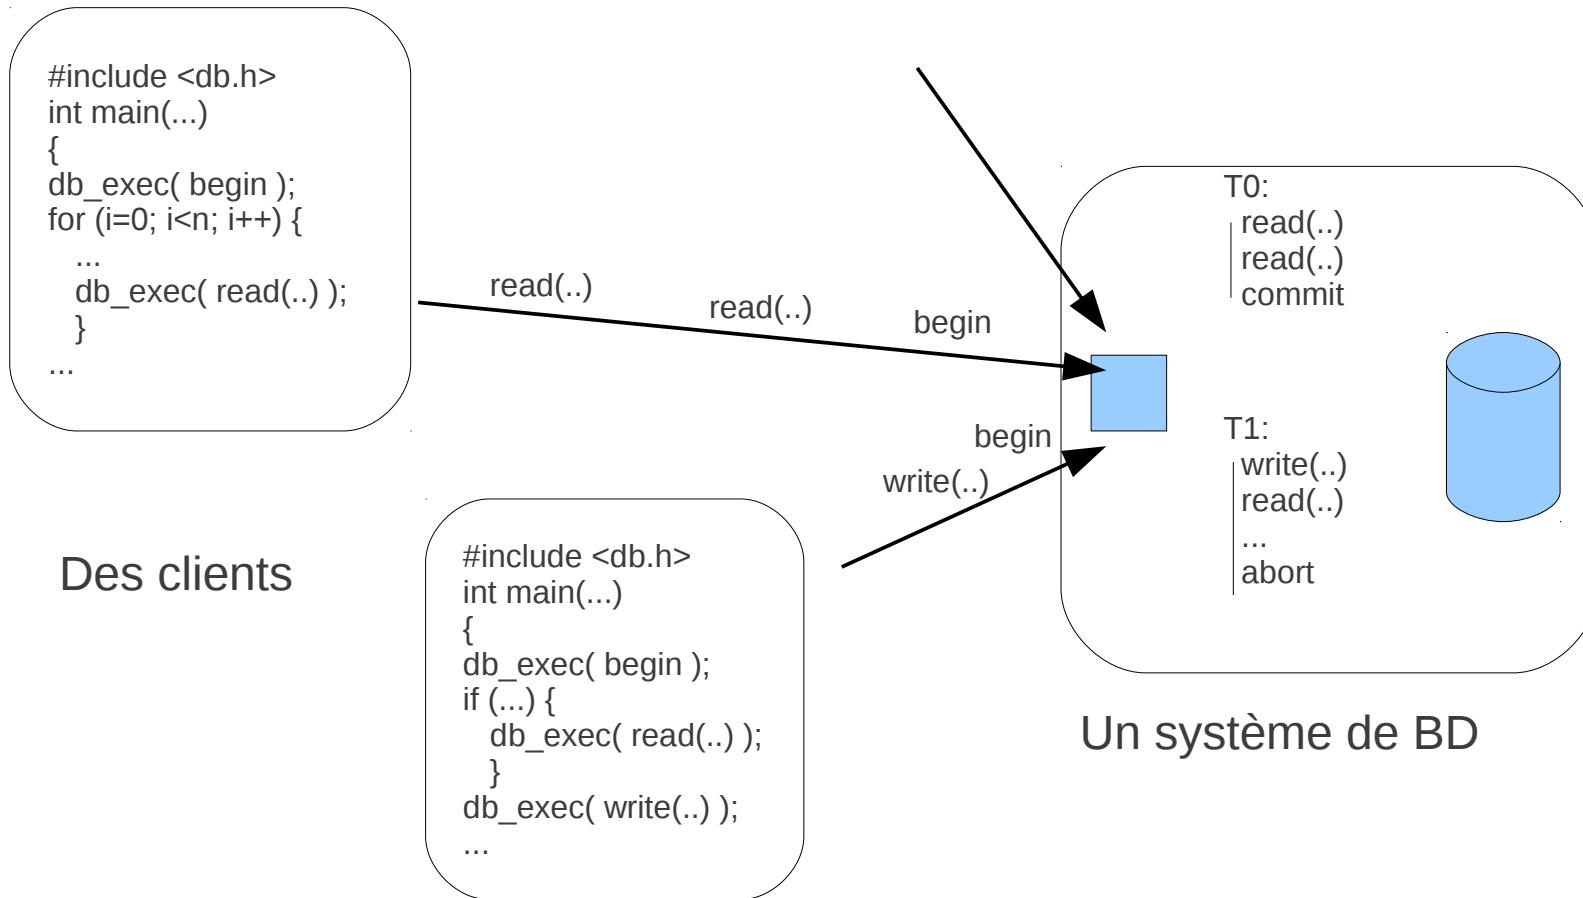 #include <db.h>
int main(...)
{
db_exec( begin );
for (i=0; i<n; i++) {
...
db_exec( read(..) );
}
...
read(..)
read(..)
begin
begin
write(..)
T0:
read(..)
read(..)
commit
T1:
write(..)
read(..)
...
abort
Des clients
#include <db.h>
int main(...)
{
db_exec( begin );
if (...) {
db_exec( read(..) );
}
db_exec( write(..) );
...
Un système de BD